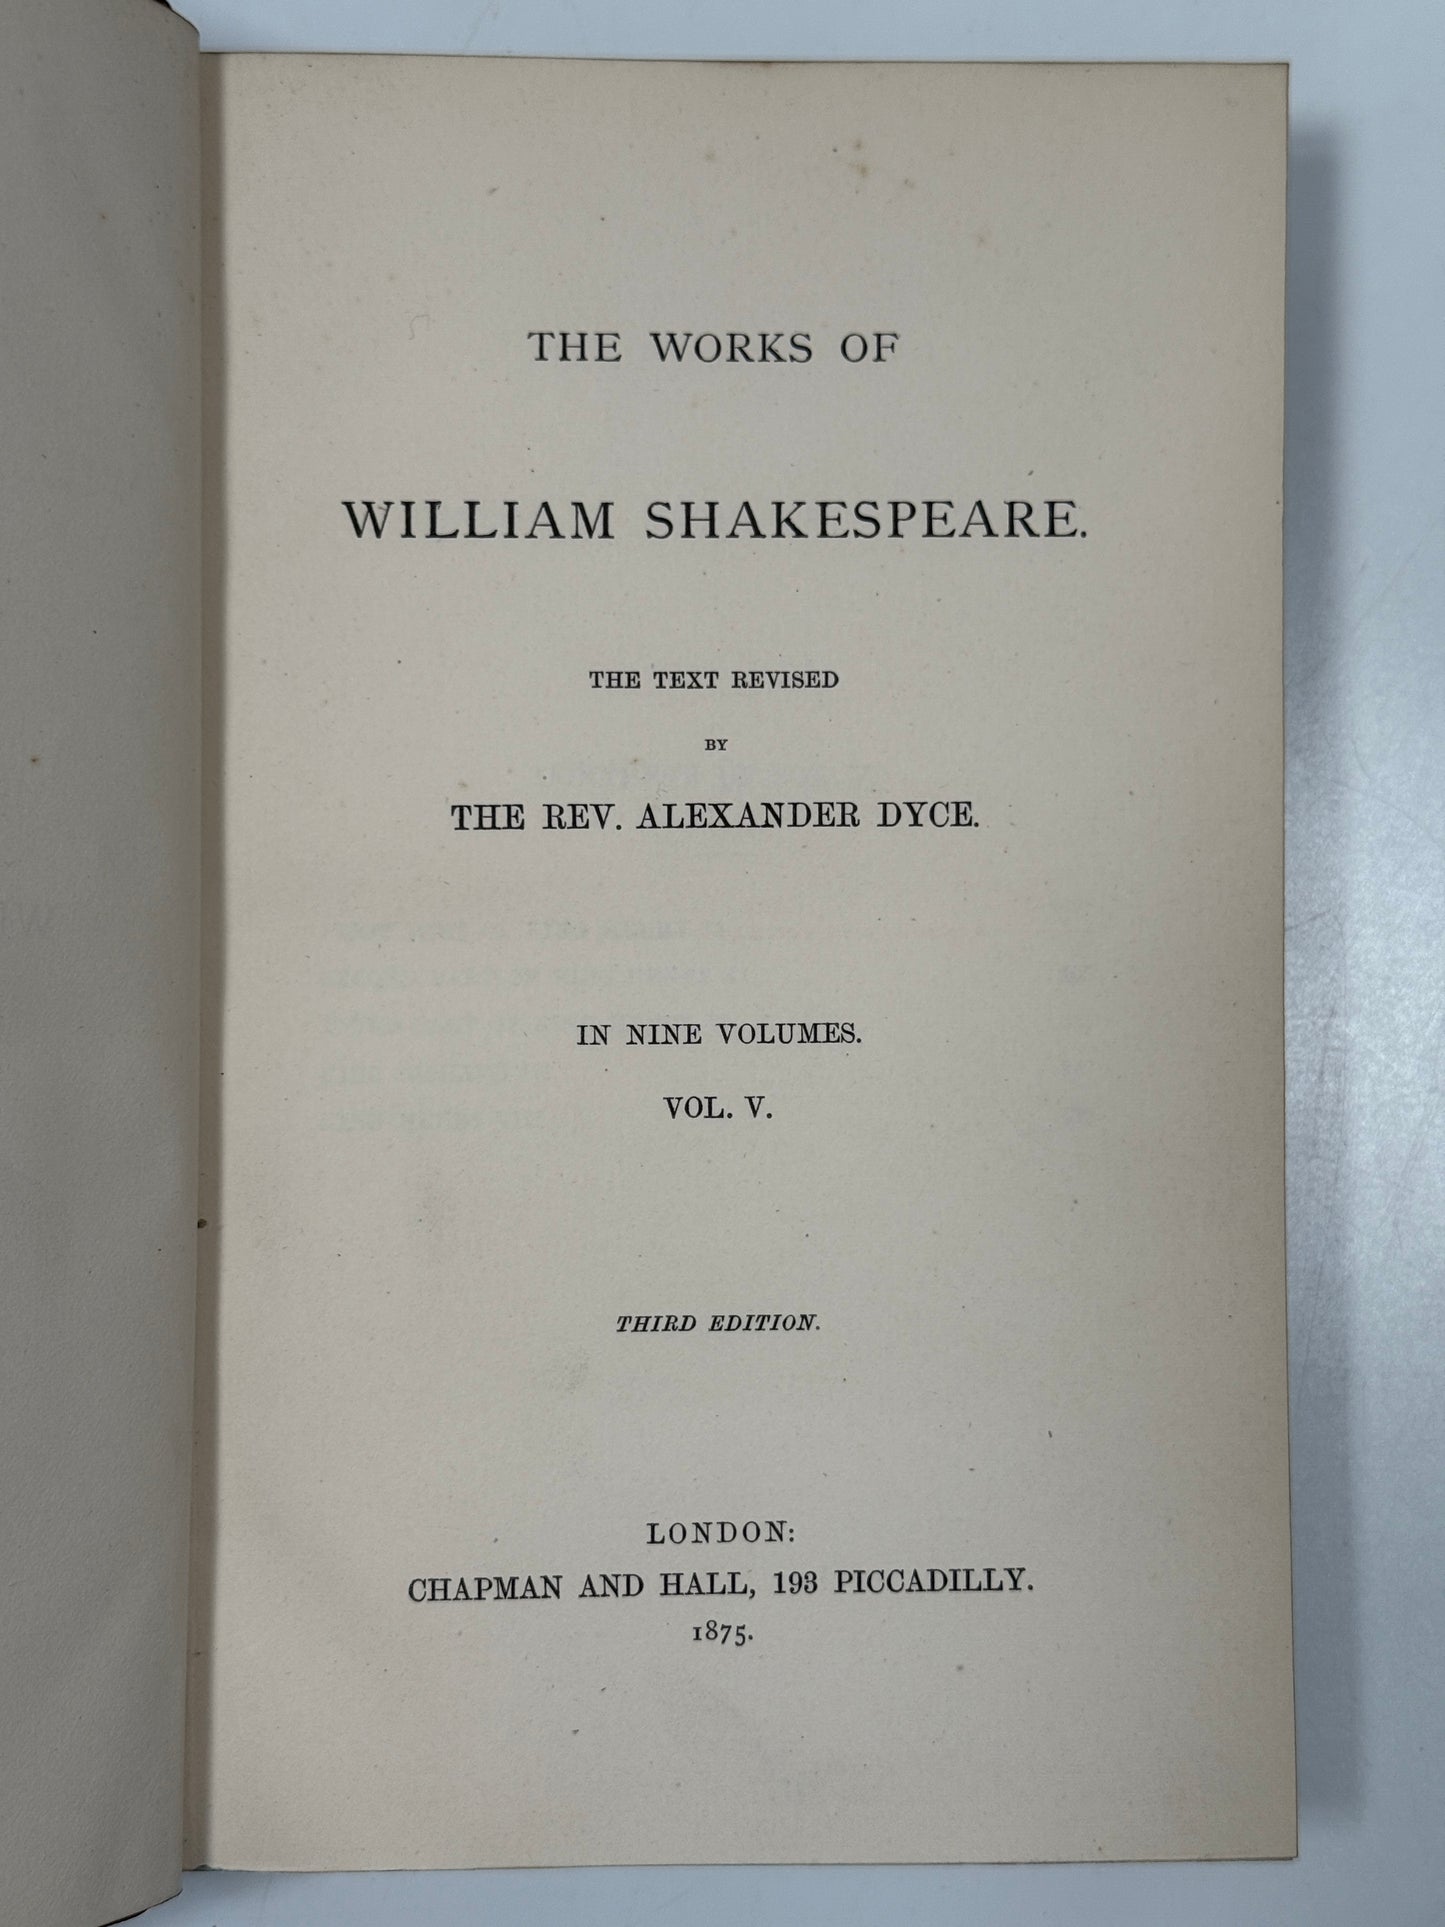 THE WORKS OF
WILLIAM SHAKESPEARE.
THE TEXT REVISED
BY
THE REV. ALEXANDER DYCE.
IN NINE VOLUMES.
VOL. V.
THIRD EDITION.
LONDON:
CHAPMAN AND HALL, 193 PICCADILLY.
1875.